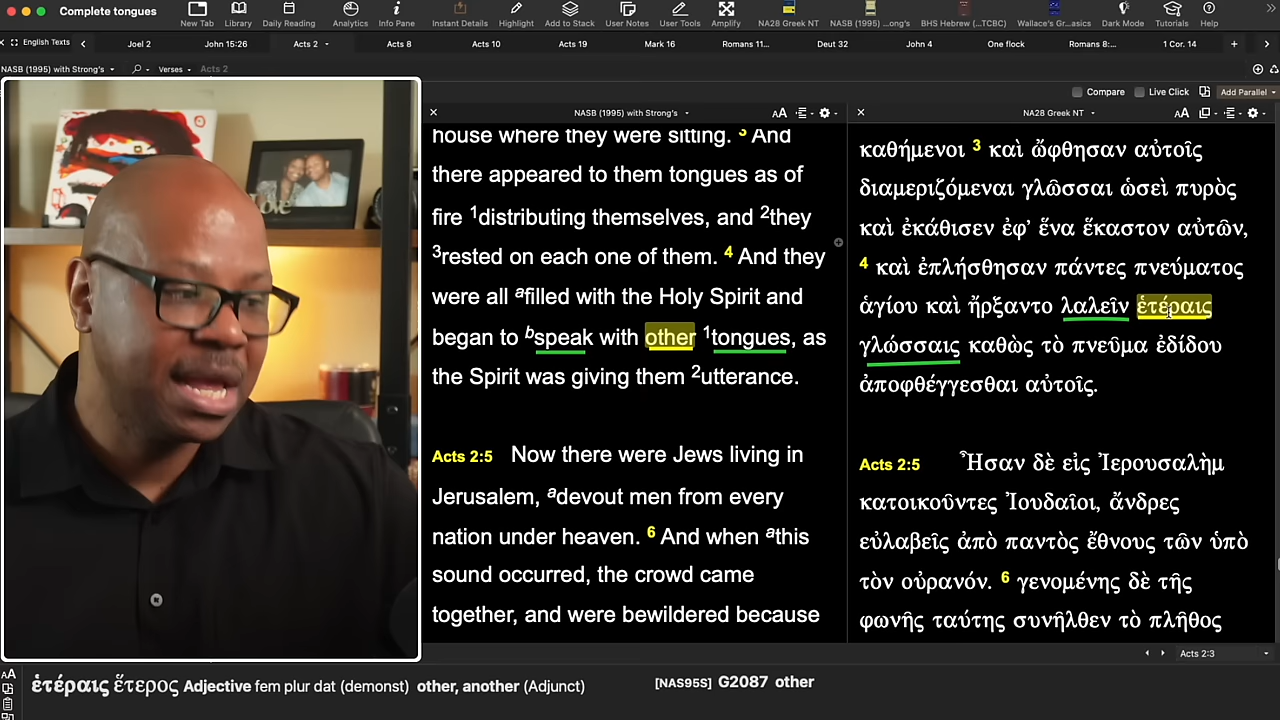 Complete tongues
New Tab
Library
Daily Reading
Analytics
Info Pane
Instant Details
Highlight
Add to Stack
User Notes
User Tools
Amplify
NA28 Greek NT
NASB (1995) ...ong's
BHS Hebrew (...TCBC)
Wallace's Gr...asics
Dark Mode
Tutorials
Help
English Texts
Joel 2
John 15:26
Acts 2
Acts 8
Acts 10
Acts 19
Mark 16
Romans 11...
Deut 32
John 4
One flock
Romans 8:...
1 Cor. 14
NASB (1995) with Strong's
Verses
Acts 2
Compare
Live Click
Add Parallel
NASB (1995) with Strong's
house where they were sitting. 3 And
there appeared to them tongues as of
fire 1distributing themselves, and 2they
3rested on each one of them. 4 And they
were all afilled with the Holy Spirit and
began to bspeak with other 1tongues, as
the Spirit was giving them 2utterance.
Acts 2:5 Now there were Jews living in
Jerusalem, adevout men from every
nation under heaven. 6 And when athis
sound occurred, the crowd came
together, and were bewildered because
NA28 Greek NT
καθήμενοι 3 καὶ ὤφθησαν αὐτοῖς
διαμεριζόμεναι γλῶσσαι ὡσεὶ πυρὸς
καὶ ἐκάθισεν ἐφ’ ἕνα ἕκαστον αὐτῶν,
4 καὶ ἐπλήσθησαν πάντες πνεύματος
ἁγίου καὶ ἤρξαντο λαλεῖν ἑτέραις
γλώσσαις καθὼς τὸ πνεῦμα ἐδίδου
ἀποφθέγγεσθαι αὐτοῖς.
Acts 2:5 Ἦσαν δὲ εἰς Ἰερουσαλὴμ
κατοικοῦντες Ἰουδαῖοι, ἄνδρες
εὐλαβεῖς ἀπὸ παντὸς ἔθνους τῶν ὑπὸ
τὸν οὐρανόν. 6 γενομένης δὲ τῆς
φωνῆς ταύτης συνῆλθεν τὸ πλῆθος
Acts 2:3
ἑτέραις ἕτερος Adjective fem plur dat (demonst) other, another (Adjunct)
[NAS95S] G2087 other
Love